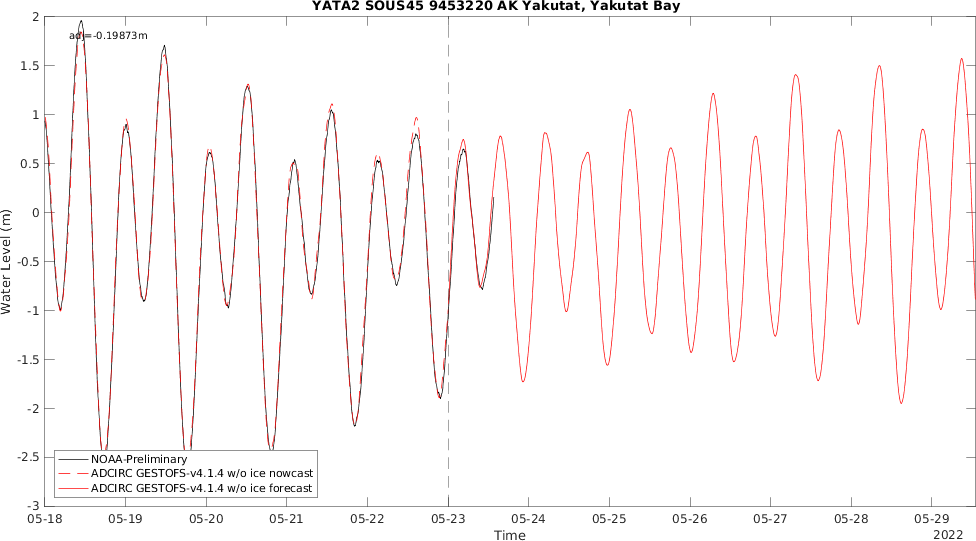 YATA2 SOUS45 9453220 AK Yakutat, Yakutat Bay
2
1.5
1
0.5
0
-0.5
-1
-1.5
-2
-2.5
-3
Water Level (m)
adj=-0.19873m
NOAA-Preliminary
ADCIRC GESTOFS-v4.1.4 w/o ice nowcast
ADCIRC GESTOFS-v4.1.4 w/o ice forecast
05-18 05-19 05-20 05-21 05-22 05-23 05-24 05-25 05-26 05-27 05-28 05-29
Time
2022